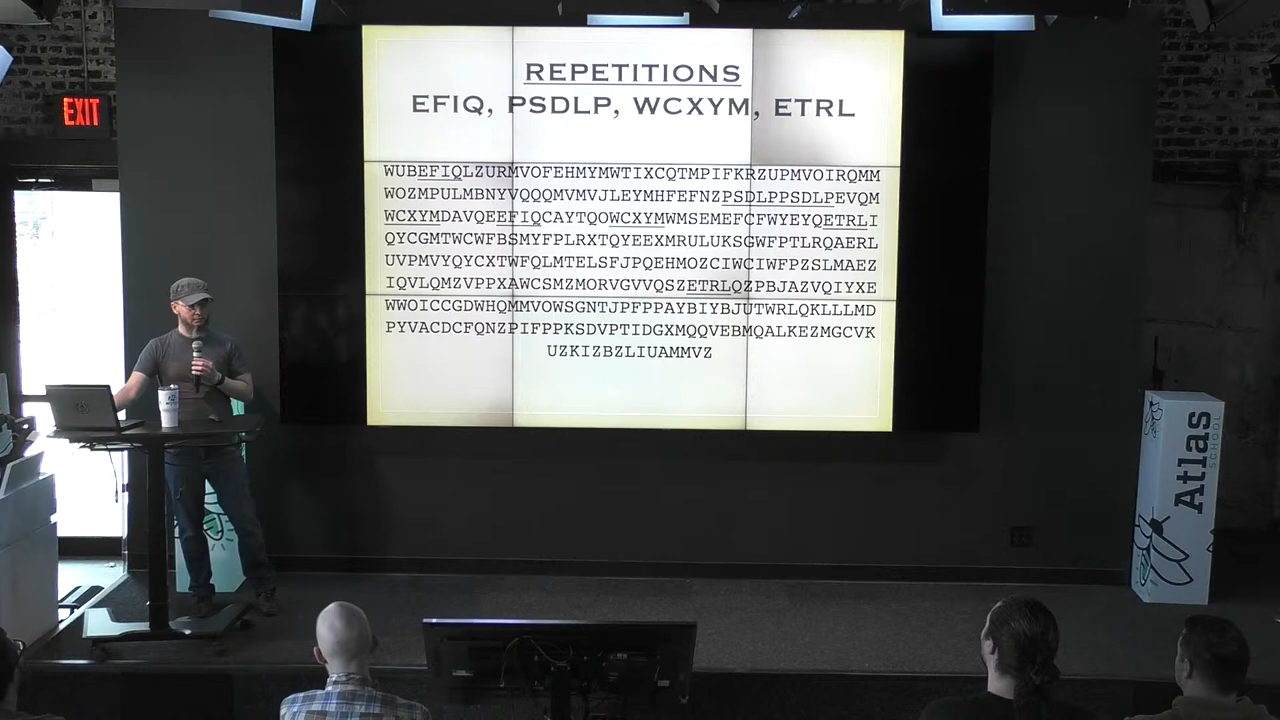 EXIT
REPETITIONS
EFIQ, PSDLP, WCXYM, ETRL
WUBEFIQLZURMVOFEHMYMWTIXCQTMPIFKRZUPMVOIRQMM
WOZMPULMBNYVQQQMVMVJLEYMHFEFNZPSDLPPSDLPEVQM
WCXYMDAVQEEFIQCAYTQOWCXYMWMSEMEFCFWYEYQETRLI
QYCGMTWCWFBSMYFPLRXTQYEEXMRULUKSGWFPTLRQAERL
UVPMVYQYCXTWFQLMTELSFJPQEHMOZCIWCIWFPZSLMAEZ
IQVLQMZVPPXAWCSMZMORVGVVQSZETRLQZPBJAZVQIYXE
WWOICCGDWHQMMVOWSGNTJPFPPAYBIYBJUTWRLQKLLLMD
PYVACDCFQNZPIFPPKSDVPTIDGXMQQVEBMQALKEZMGCVK
UZKIZBZLIUAMMVZ
Atlas
SCHOOL